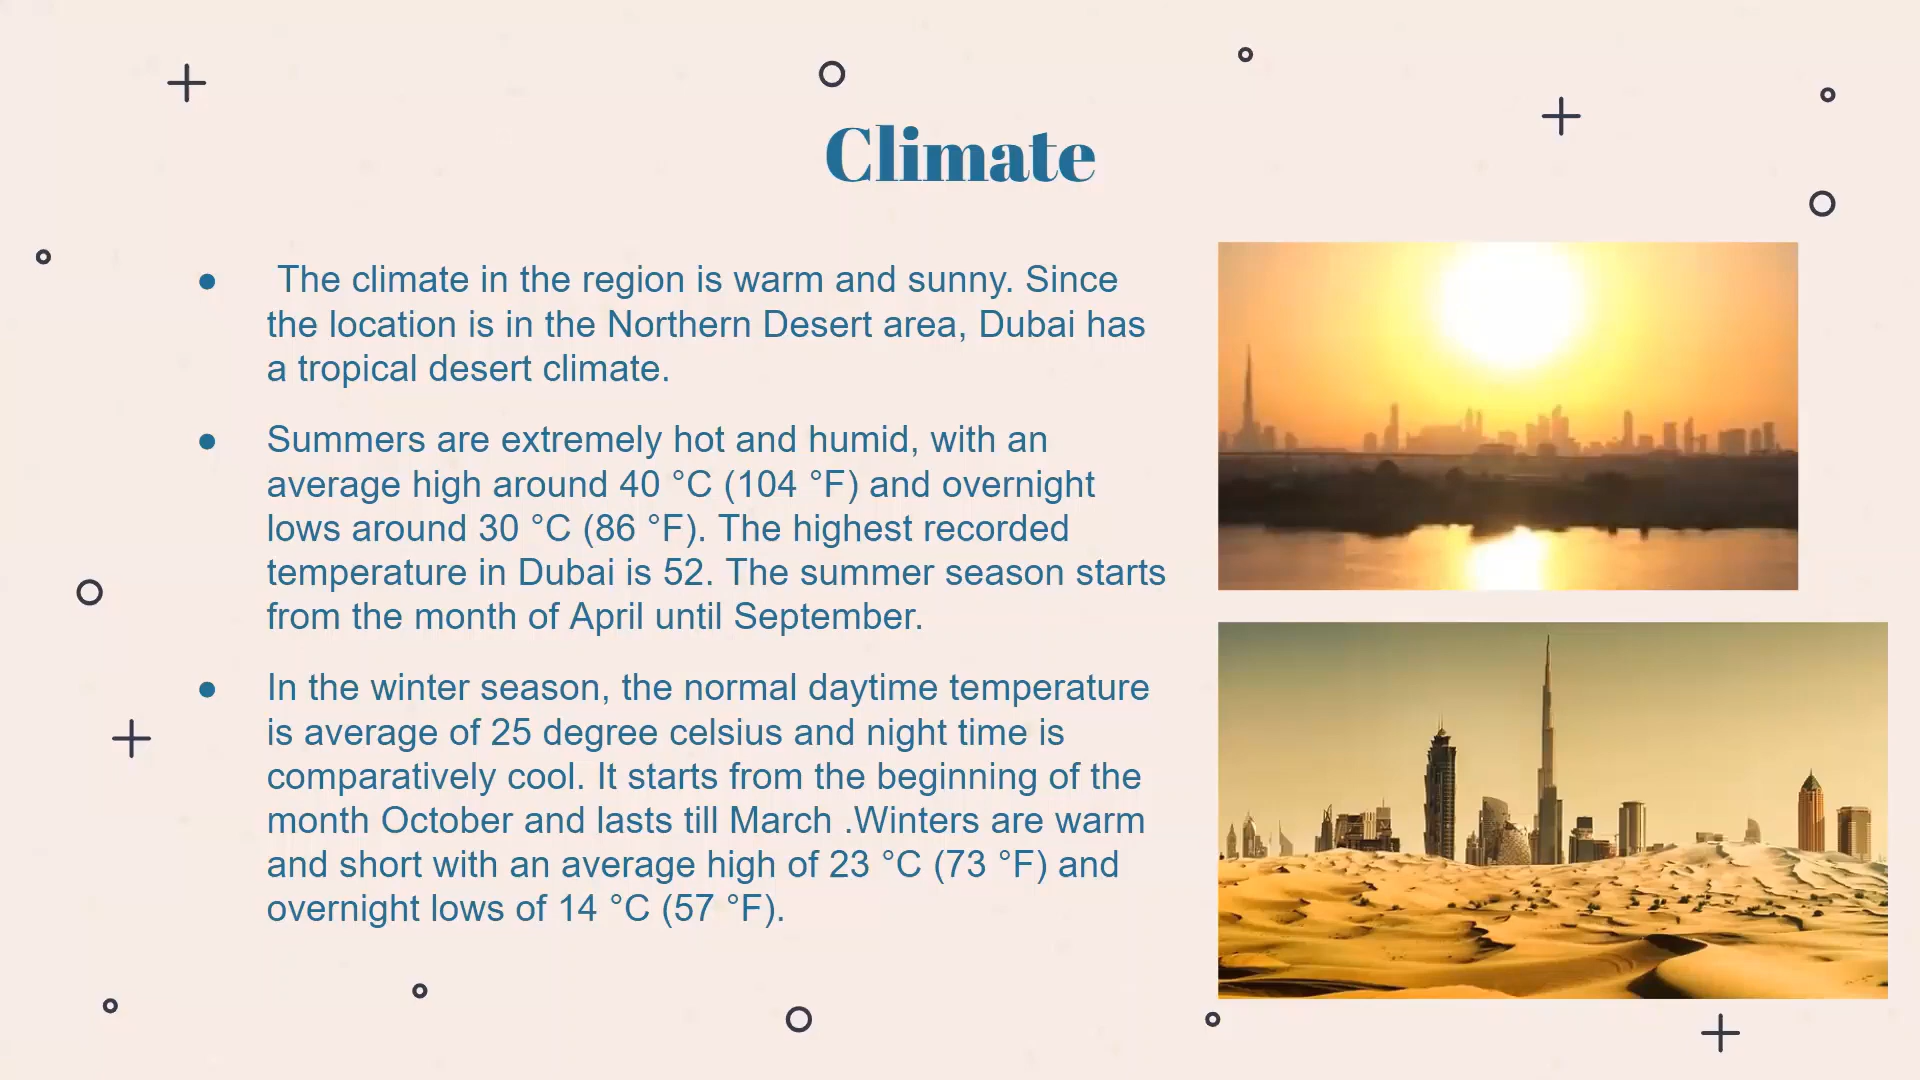 Climate
● The climate in the region is warm and sunny. Since
the location is in the Northern Desert area, Dubai has
a tropical desert climate.
● Summers are extremely hot and humid, with an
average high around 40 °C (104 °F) and overnight
lows around 30 °C (86 °F). The highest recorded
temperature in Dubai is 52. The summer season starts
from the month of April until September.
● In the winter season, the normal daytime temperature
is average of 25 degree celsius and night time is
comparatively cool. It starts from the beginning of the
month October and lasts till March .Winters are warm
and short with an average high of 23 °C (73 °F) and
overnight lows of 14 °C (57 °F).